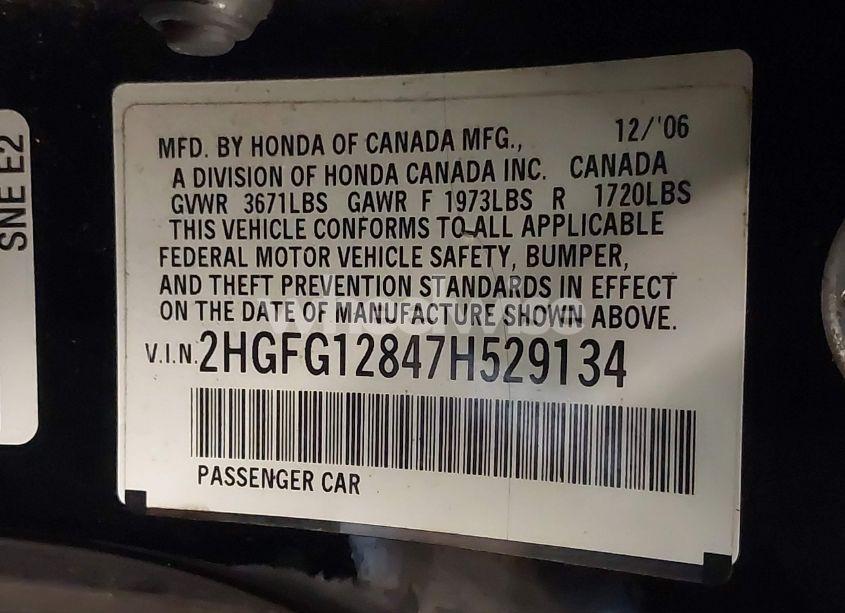 SNE E2
MFD. BY HONDA OF CANADA MFG., 12/'06
A DIVISION OF HONDA CANADA INC. CANADA
GVWR 3671LBS GAWR F 1973LBS R 1720LBS
THIS VEHICLE CONFORMS TO ALL APPLICABLE
FEDERAL MOTOR VEHICLE SAFETY, BUMPER,
AND THEFT PREVENTION STANDARDS IN EFFECT
ON THE DATE OF MANUFACTURE SHOWN ABOVE.
V.I.N. 2HGFG12847H529134
PASSENGER CAR